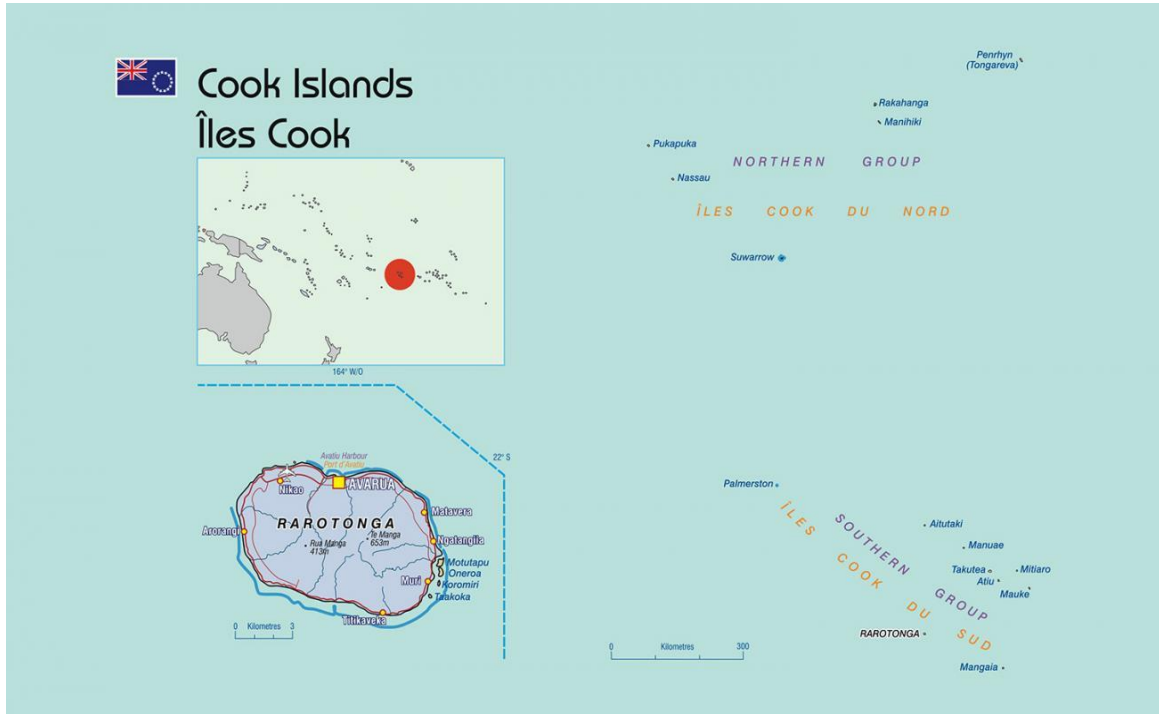 Cook Islands
Îles Cook
164° W/O
22° S
Avatiu Harbour
Port d'Avatiu
AVARUA
Nikao
RAROTONGA
Matavera
Arorangi
Rua Manga
413m
Te Manga
653m
Ngatangiia
Motutapu
Oneroa
Koromiri
Muri
Taakoka
Titikaveka
0 Kilometres 3
Penrhyn
(Tongareva)
Rakahanga
Manihiki
Pukapuka
NORTHERN GROUP
Nassau
ÎLES COOK DU NORD
Suwarrow
Palmerston
ÎLES COOK DU SUD
SOUTHERN GROUP
Aitutaki
Manuae
Takutea
Mitiaro
Atiu
Mauke
RAROTONGA
Mangaia
0 Kilometres 300